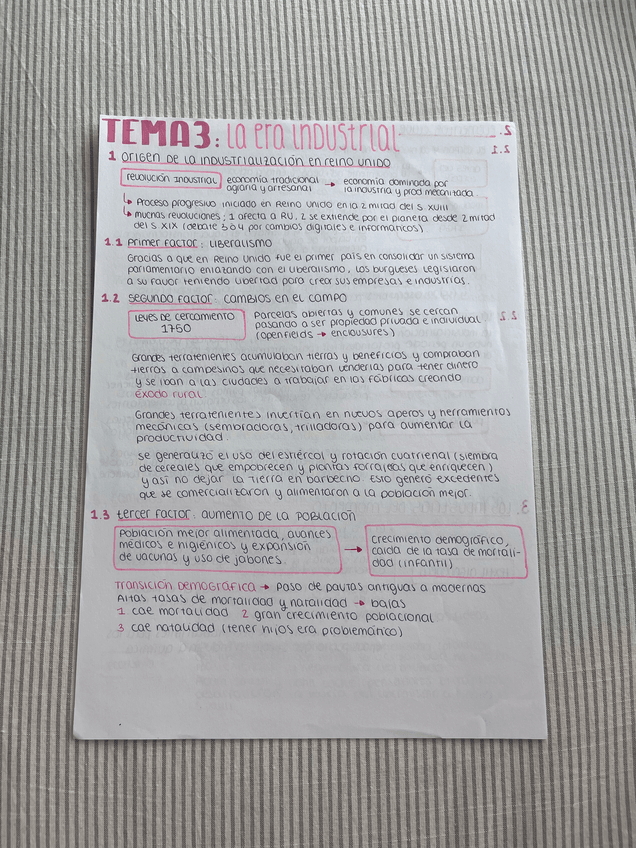 TEMA 3: la era industrial
1 origen de la industrialización en reino unido
revolución industrial economía tradicional agraria y artesanal → economía dominada por la industria y prod mecanizada
↳ Proceso progresivo iniciado en Reino Unido en la 2 mitad del S. XVIII
↳ muchas revoluciones; 1 afecta a RU, 2 se extiende por el planeta desde 2 mitad
del S XIX (debate 3 o 4 por cambios digitales e informáticos)
1.1 primer factor: liberalismo
Gracias a que en Reino Unido fue el primer país en consolidar un sistema
parlamentario enlazando con el liberalismo, los burgueses legislaron
a su favor teniendo libertad para crear sus empresas e industrias.
1.2 segundo factor: cambios en el campo
leyes de cercamiento
1760
Parcelas abiertas y comunes se cercan
pasando a ser propiedad privada e individual
(openfields → enclousures)
Grandes terratenientes acumulaban tierras y beneficios y compraban
tierras a campesinos que necesitaban venderlas para tener dinero
y se iban a las ciudades a trabajar en las fábricas creando
éxodo rural
Grandes terratenientes invertían en nuevos aperos y herramientos
mecánicas (sembradoras, trilladoras) para aumentar la
productividad.
se generalizó el uso del estiércol y rotación cuatrienal (siembra
de cereales que empobrecen y plantas forrajeras que enriquecen)
y así no dejar la tierra en barbecho. Esto generó excedentes
que se comercializaron y alimentaron a la población mejor.
1.3 tercer factor: aumento de la población
Población mejor alimentada, avances
médicos e higiénicos y expansión
de vacunas y uso de jabones.
→
Crecimiento demográfico,
caída de la tasa de mortali-
dad (infantil)
Transición Demográfica → Paso de pautas antiguas a modernas
Altas tasas de mortalidad y natalidad → bajas
1 cae mortalidad 2 gran crecimiento poblacional
3 cae natalidad (tener hijos era problemático)